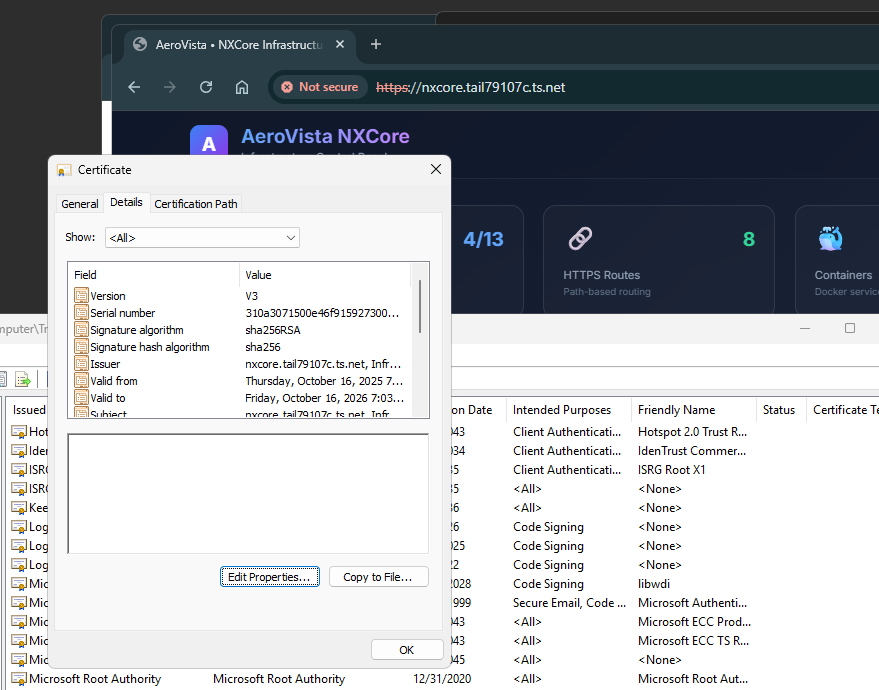 AeroVista • NXCore Infrastructu
Not secure
https://nxcore.tail79107c.ts.net
A
AeroVista NXCore
4/13
8
HTTPS Routes
Path-based routing
Containers
Docker servic
Certificate
General
Details
Certification Path
Show:
<All>
Field Value
Version V3
Serial number 310a3071500e46f915927300...
Signature algorithm sha256RSA
Signature hash algorithm sha256
Issuer nxcore.tail79107c.ts.net, Infr...
Valid from Thursday, October 16, 2025 7...
Valid to Friday, October 16, 2026 7:03...
Subject nxcore.tail79107c.ts.net, Infr...
Edit Properties...
Copy to File...
OK
mputer\Tr
Issued on Date Intended Purposes Friendly Name Status Certificate Te
Hot 043 Client Authenticati... Hotspot 2.0 Trust R...
Iden 034 Client Authenticati... IdenTrust Commer...
ISRG 35 Client Authenticati... ISRG Root X1
ISRG 35 <All> <None>
Kee 36 <All> <None>
Log 26 Code Signing <None>
Log 025 Code Signing <None>
Log 22 Code Signing <None>
Mic 2028 Code Signing libwdi
Mic 1999 Secure Email, Code ... Microsoft Authenti...
Mic 043 <All> Microsoft ECC Prod...
Mic 043 <All> Microsoft ECC TS R...
Mic 045 <All> <None>
Microsoft Root Authority Microsoft Root Authority 12/31/2020 <All> Microsoft Root Aut...